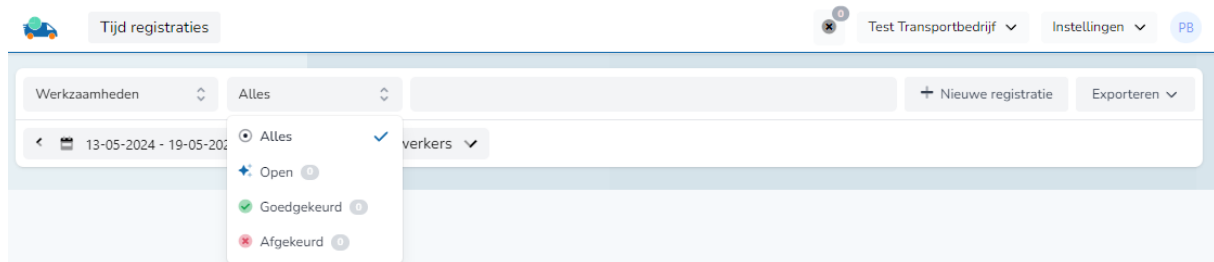 Tijd registraties
0
Test Transportbedrijf
Instellingen
PB
Werkzaamheden
Alles
+ Nieuwe registratie
Exporteren
13-05-2024 - 19-05-202
werkers
Alles
Open 0
Goedgekeurd 0
Afgekeurd 0